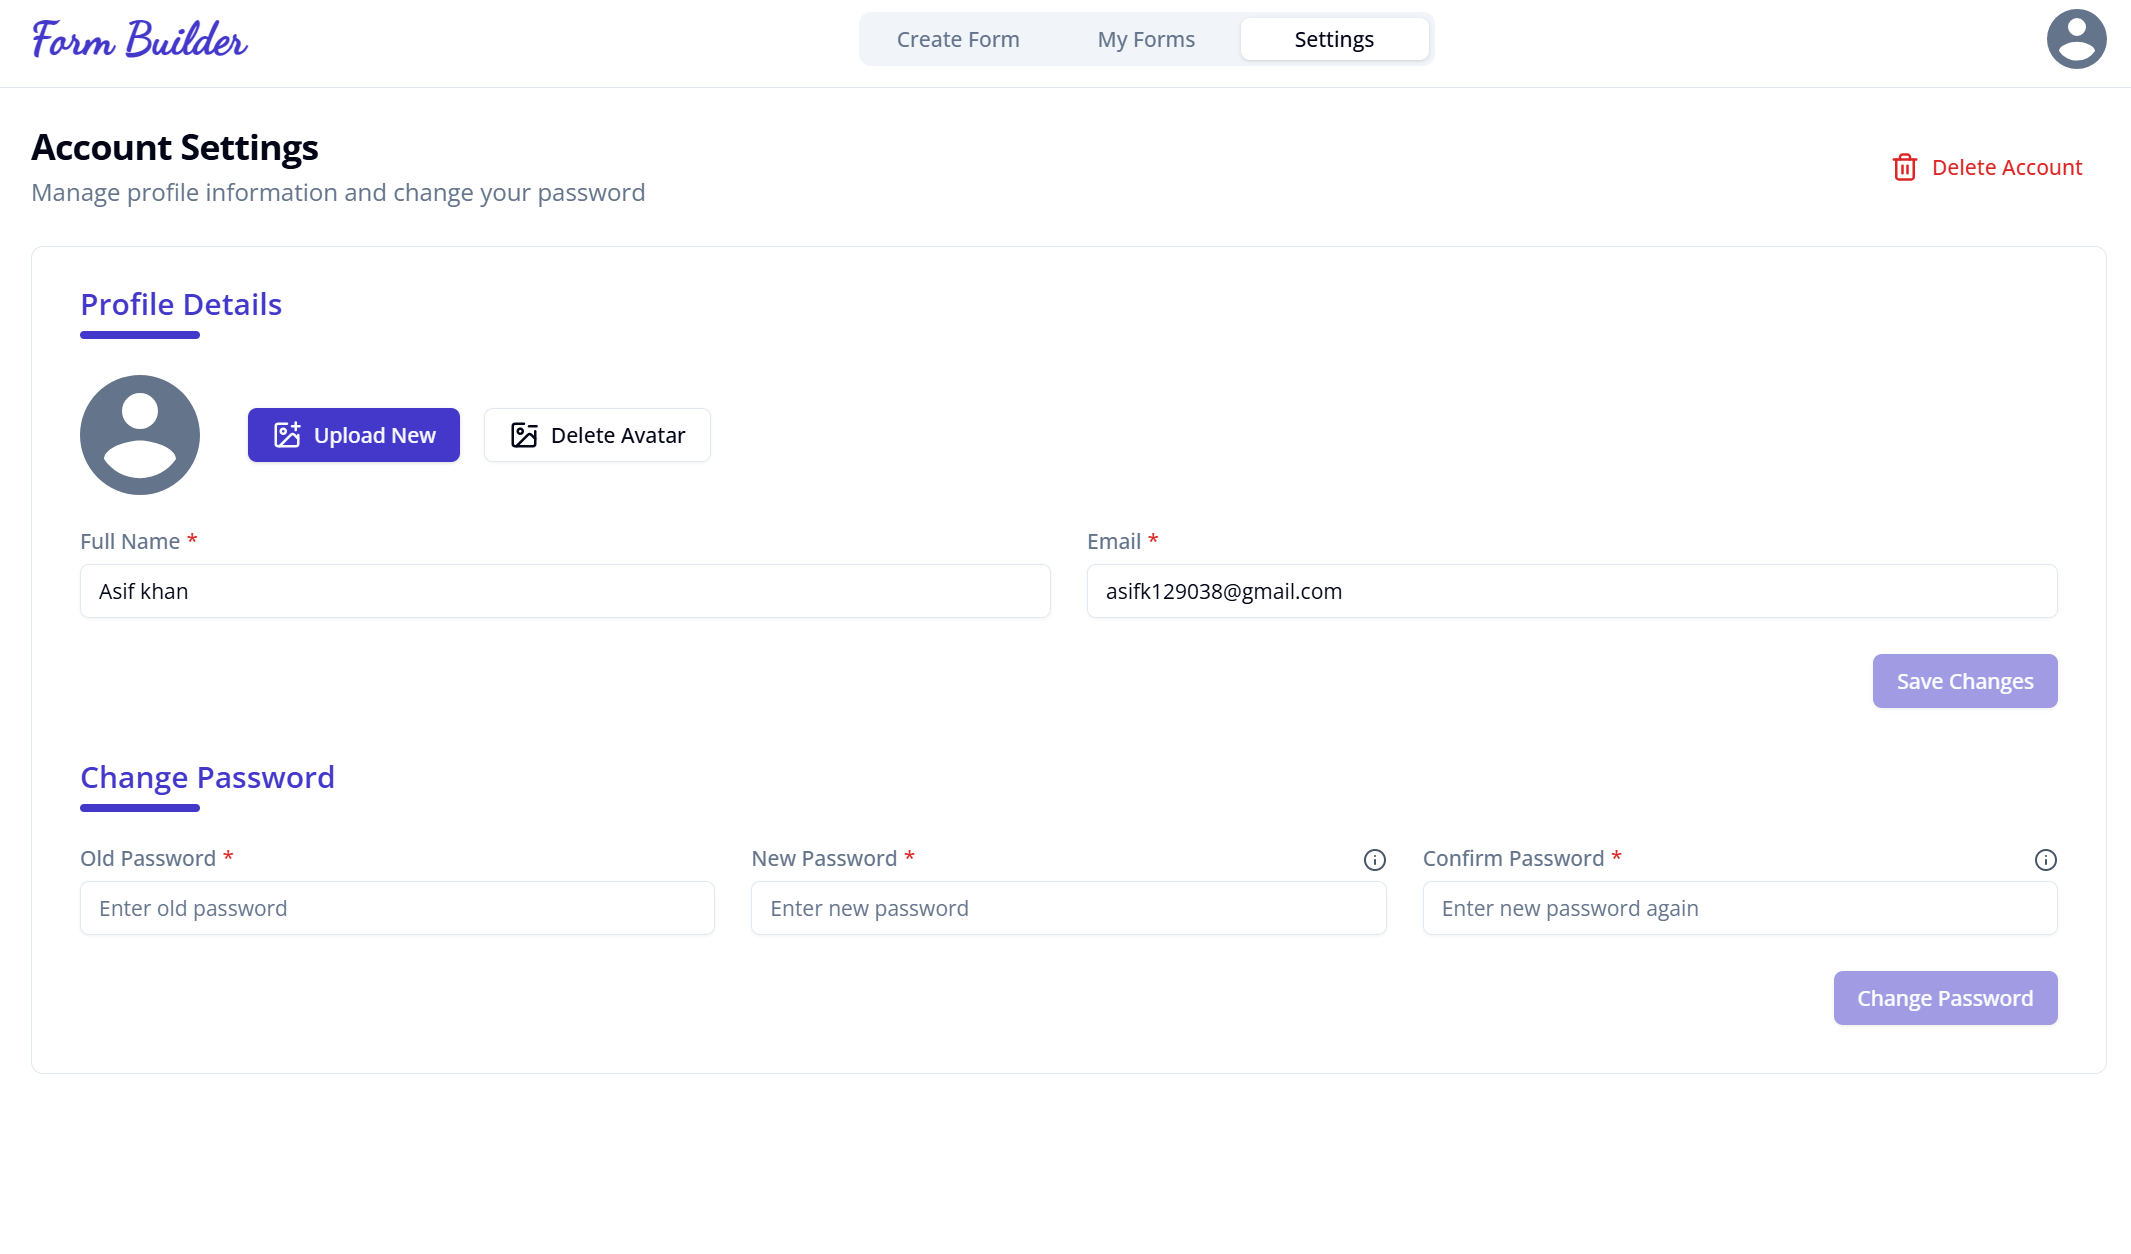 Form Builder
Create Form
My Forms
Settings
Account Settings
Manage profile information and change your password
Delete Account
Profile Details
Upload New
Delete Avatar
Full Name *
Email *
Asif khan
asifk129038@gmail.com
Save Changes
Change Password
Old Password *
New Password *
Confirm Password *
Enter old password
Enter new password
Enter new password again
Change Password